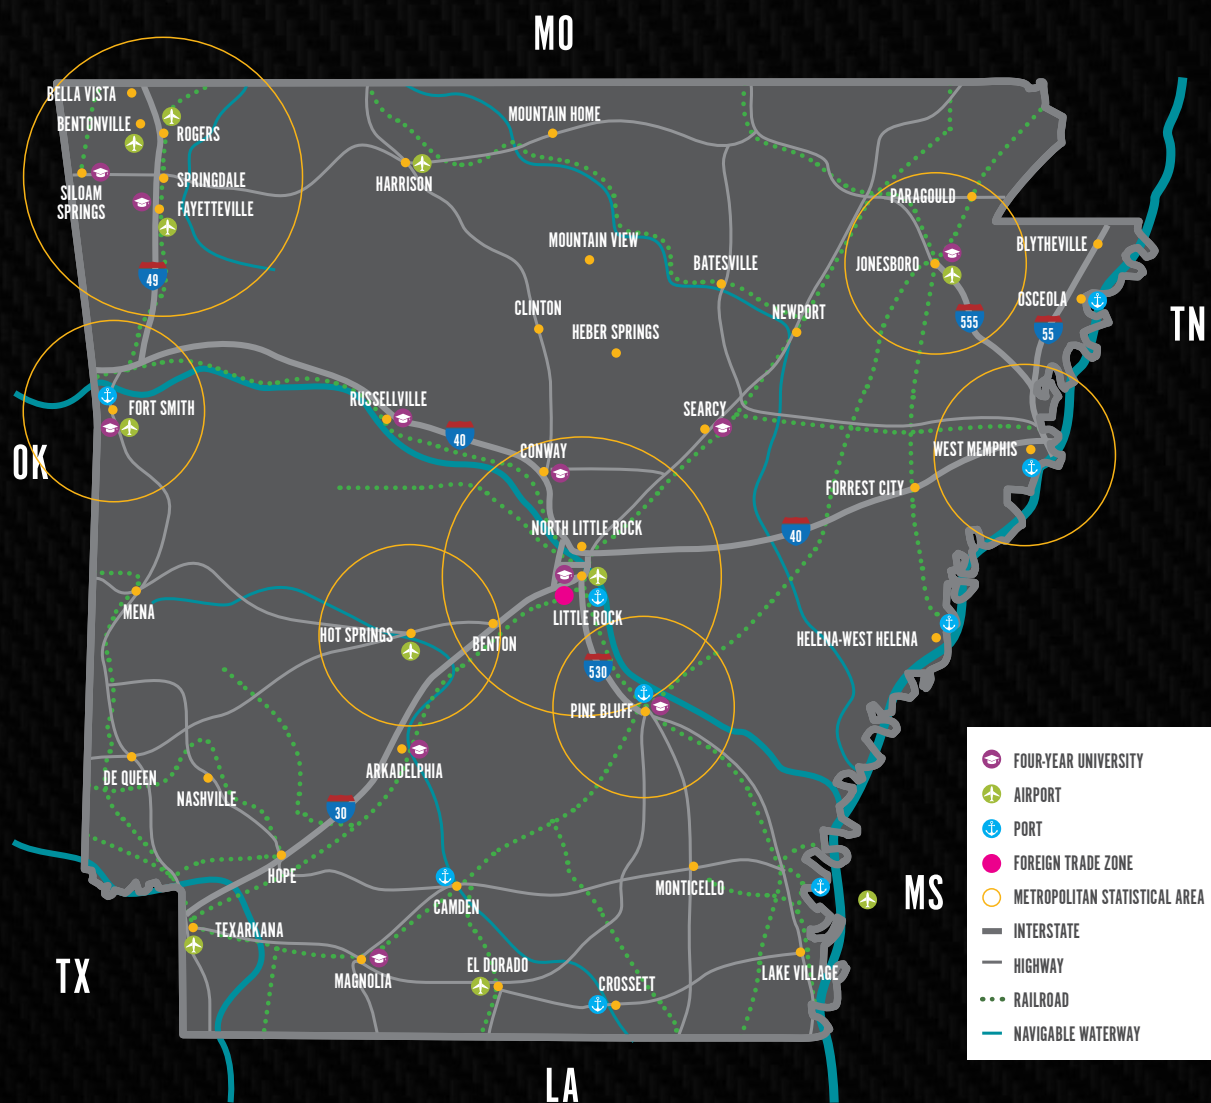 MO
BELLA VISTA
BENTONVILLE
ROGERS
SILOAM
SPRINGS
SPRINGDALE
FAYETTEVILLE
49
MOUNTAIN HOME
HARRISON
MOUNTAIN VIEW
BATESVILLE
CLINTON
HEBER SPRINGS
NEWPORT
PARAGOULD
JONESBORO
BLYTHEVILLE
OSCEOLA
555
55
TN
OK
FORT SMITH
RUSSELLVILLE
40
CONWAY
SEARCY
WEST MEMPHIS
FORREST CITY
40
NORTH LITTLE ROCK
LITTLE ROCK
MENA
HOT SPRINGS
BENTON
530
HELENA-WEST HELENA
PINE BLUFF
ARKADELPHIA
DE QUEEN
NASHVILLE
30
HOPE
CAMDEN
MONTICELLO
MS
TEXARKANA
TX
MAGNOLIA
EL DORADO
CROSSETT
LAKE VILLAGE
LA
FOUR-YEAR UNIVERSITY
AIRPORT
PORT
FOREIGN TRADE ZONE
METROPOLITAN STATISTICAL AREA
INTERSTATE
HIGHWAY
RAILROAD
NAVIGABLE WATERWAY